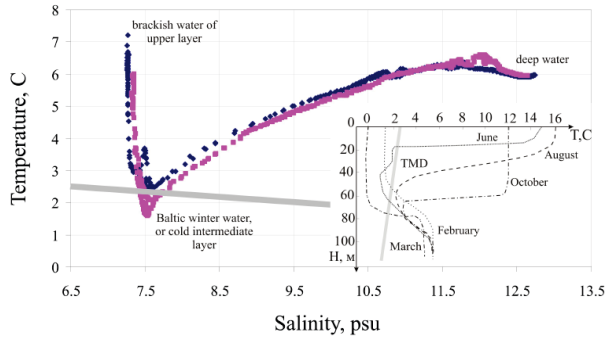 8
7
6
5
4
3
2
1
0
Temperature, C
brackish water of
upper layer
deep water
Baltic winter water,
or cold intermediate
layer
0 0 2 4 6 8 10 12 14 16
T,C
20
40
60
80
100
H, м
June
August
TMD
October
February
March
6.5 7.5 8.5 9.5 10.5 11.5 12.5 13.5
Salinity, psu